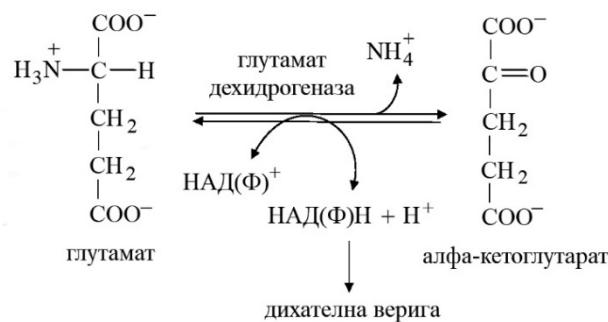 COO⁻
H₃N⁺—C—H
CH₂
CH₂
COO⁻
глутамат
глутамат
дехидрогеназа
NH₄⁺
НАД(Ф)⁺
НАД(Ф)Н + Н⁺
дихателна верига
COO⁻
C=O
CH₂
CH₂
COO⁻
алфа-кетоглутарат